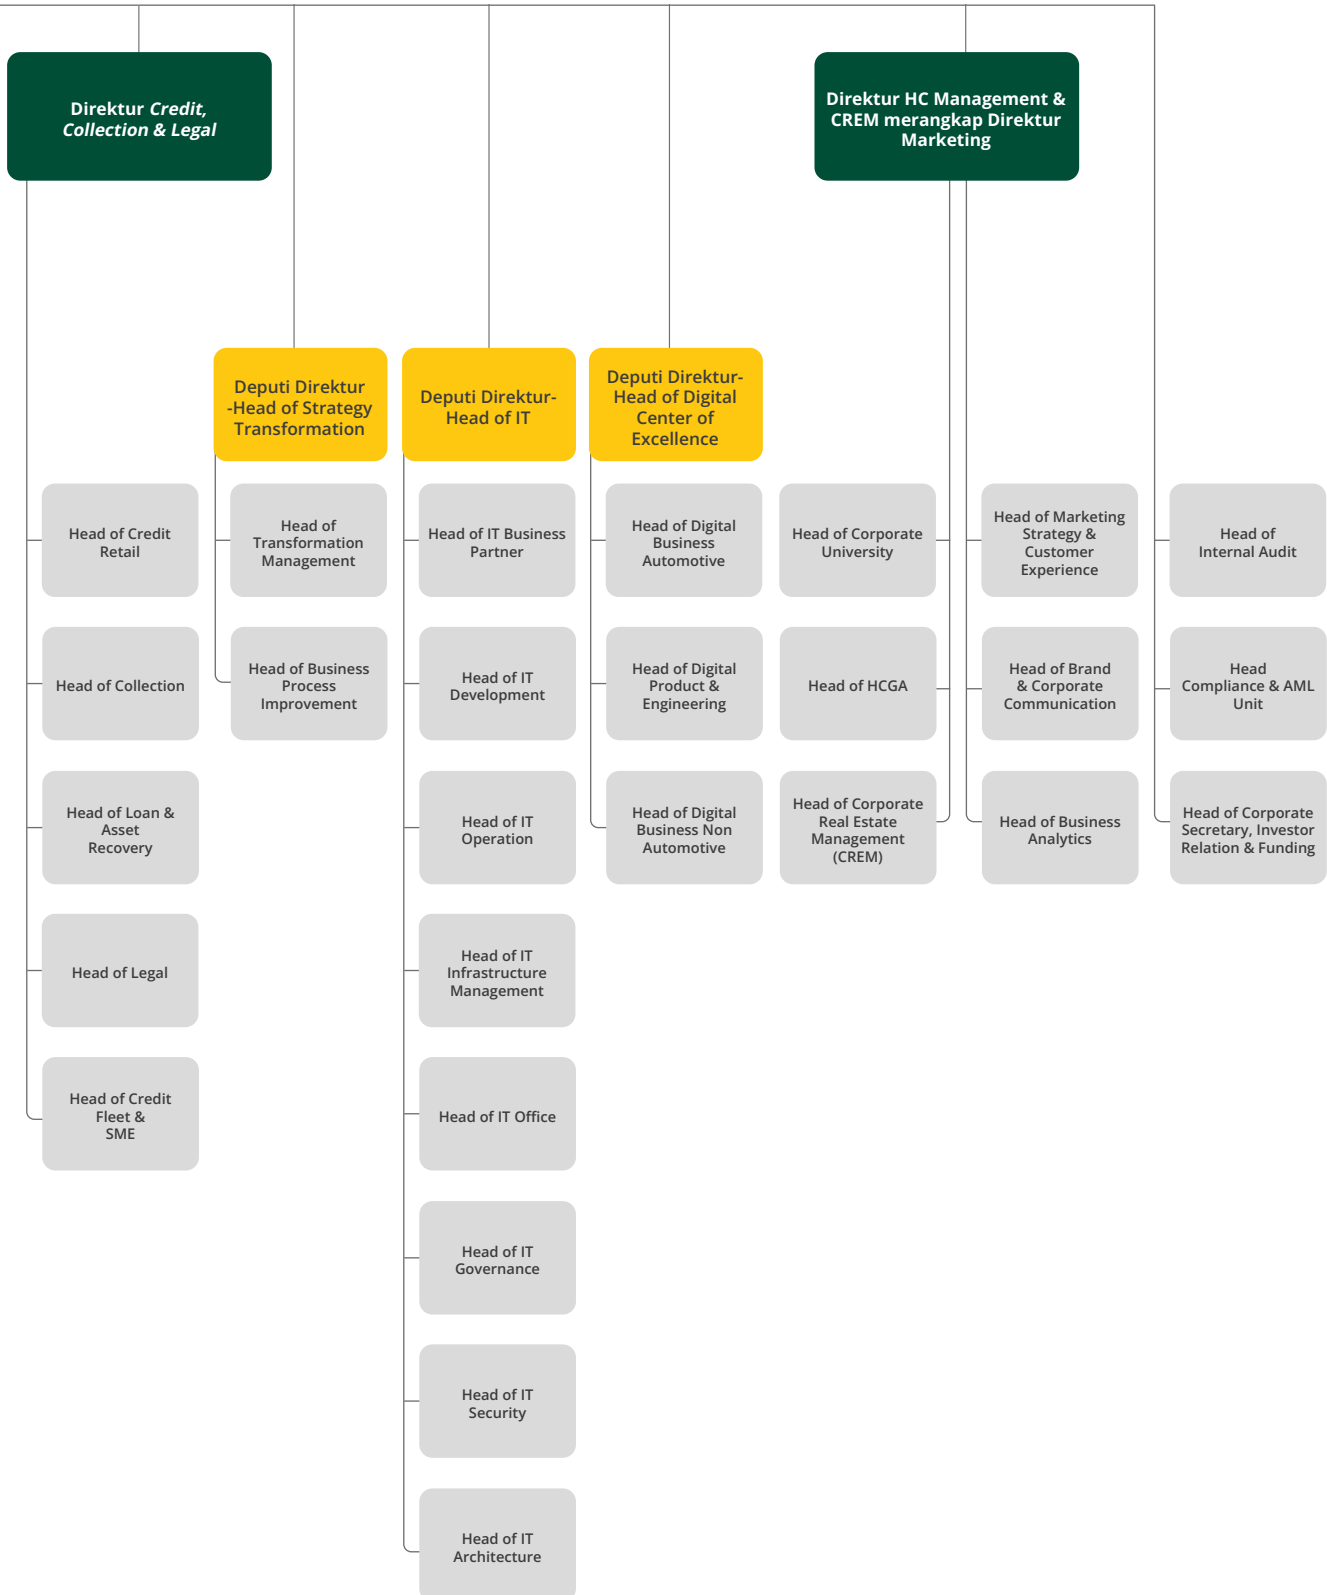 Direktur Credit,
Collection & Legal
Direktur HC Management &
CREM merangkap Direktur
Marketing
Deputi Direktur
-Head of Strategy
Transformation
Deputi Direktur-
Head of IT
Deputi Direktur-
Head of Digital
Center of
Excellence
Head of Credit
Retail
Head of
Transformation
Management
Head of IT Business
Partner
Head of Digital
Business
Automotive
Head of Corporate
University
Head of Marketing
Strategy &
Customer
Experience
Head of
Internal Audit
Head of Collection
Head of Business
Process
Improvement
Head of IT
Development
Head of Digital
Product &
Engineering
Head of HCGA
Head of Brand
& Corporate
Communication
Head
Compliance & AML
Unit
Head of Loan &
Asset
Recovery
Head of IT
Operation
Head of Digital
Business Non
Automotive
Head of Corporate
Real Estate
Management
(CREM)
Head of Business
Analytics
Head of Corporate
Secretary, Investor
Relation & Funding
Head of Legal
Head of IT
Infrastructure
Management
Head of Credit
Fleet &
SME
Head of IT Office
Head of IT
Governance
Head of IT
Security
Head of IT
Architecture